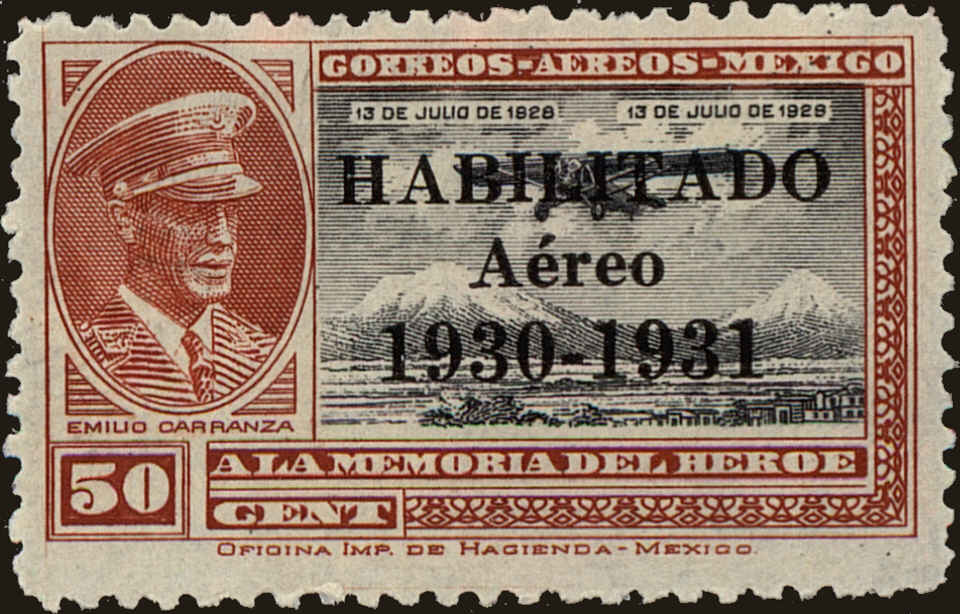 CORREOS-AEREOS-MEXICO
13 DE JULIO DE 1928 13 DE JULIO DE 1929
HABILITADO
Aéreo
1930-1931
EMILIO CARRANZA
50
A LA MEMORIA DEL HEROE
CENT
OFICINA IMP. DE HACIENDA-MEXICO.